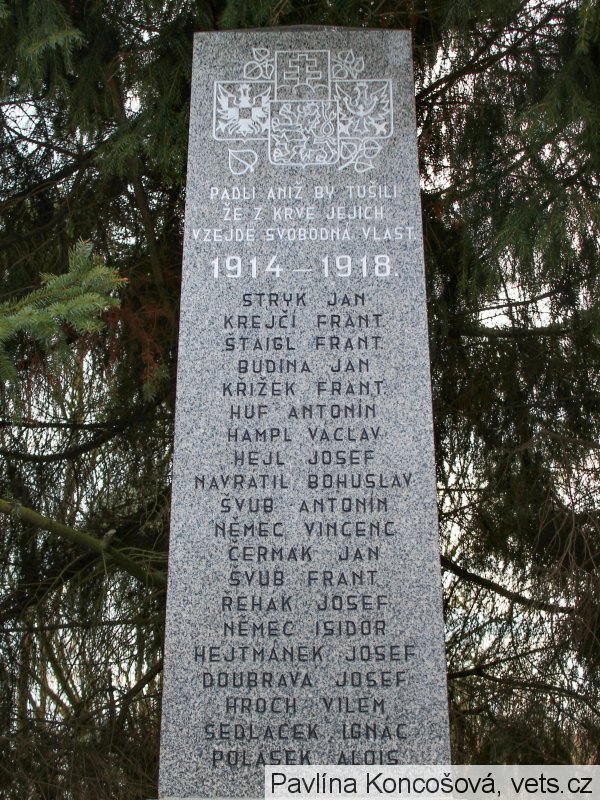 PADLI ANIŽ BY TUŠILI
ŽE Z KRVE JEJICH
VZEJDE SVOBODNÁ VLAST
1914 – 1918.
STRYK JAN
KREJČÍ FRANT.
ŠTAIGL FRANT.
BUDINA JAN
KŘÍŽEK FRANT.
HUF ANTONÍN
HAMPL VÁCLAV
HEJL JOSEF
NAVRÁTIL BOHUSLAV
ŠVUB ANTONÍN
NĚMEC VINCENC
ČERMÁK JAN
ŠVUB FRANT.
ŘEHÁK JOSEF
NĚMEC ISIDOR
HEJTMÁNEK JOSEF
DOUBRAVA JOSEF
HROCH VILÉM
SEDLÁČEK IGNÁC
POLÁŠEK ALOIS
Pavlína Koncošová, vets.cz